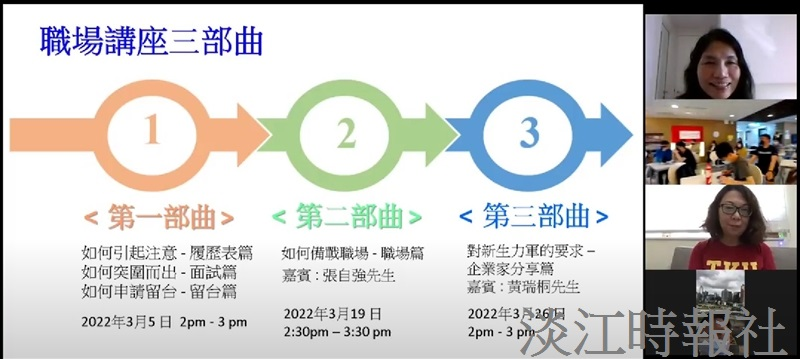 職場講座三部曲
1
2
3
< 第一部曲 >
如何引起注意 - 履歷表篇
如何突圍而出 - 面試篇
如何申請留台 - 留台篇
2022年3月5日 2pm - 3 pm
< 第二部曲 >
如何備戰職場 - 職場篇
嘉賓 : 張自強先生
2022年3月19 日
2:30pm – 3:30 pm
< 第三部曲 >
對新生力軍的要求 –
企業家分享篇
嘉賓 : 黃瑞桐先生
2022年3月26日
2pm - 3 pm
TKU
淡江時報社